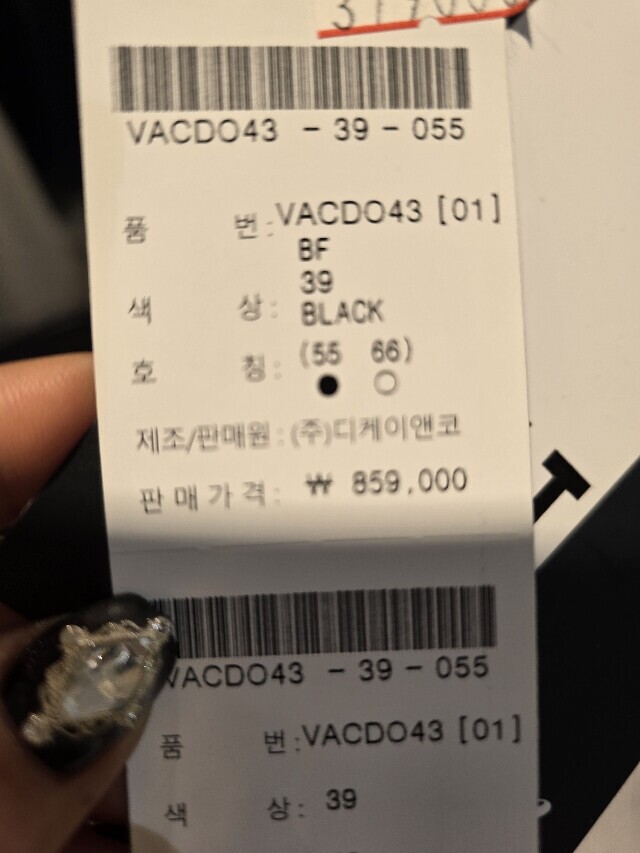 VACDO43 - 39 - 055
품 번 : VACDO43 [01]
BF
39
색 상 : BLACK
호 칭 : (55 66)
제조/판매원 : (주)디케이앤코
판매가격 : ₩ 859,000
VACDO43 - 39 - 055
품 번 : VACDO43 [01]
색 상 : 39